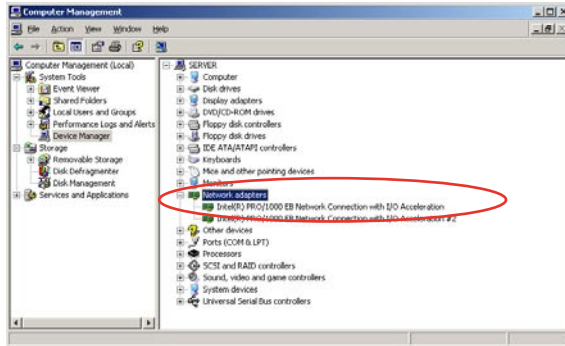 Computer Management
File Action View Window Help
Computer Management (Local)
System Tools
Event Viewer
Shared Folders
Local Users and Groups
Performance Logs and Alerts
Device Manager
Storage
Removable Storage
Disk Defragmenter
Disk Management
Services and Applications
SERVER
Computer
Disk drives
Display adapters
DVD/CD-ROM drives
Floppy disk controllers
Floppy disk drives
IDE ATA/ATAPI controllers
Keyboards
Mice and other pointing devices
Monitors
Network adapters
Intel(R) PRO/1000 EB Network Connection with I/O Acceleration
Intel(R) PRO/1000 EB Network Connection with I/O Acceleration #2
Other devices
Ports (COM & LPT)
Processors
SCSI and RAID controllers
Sound, video and game controllers
System devices
Universal Serial Bus controllers